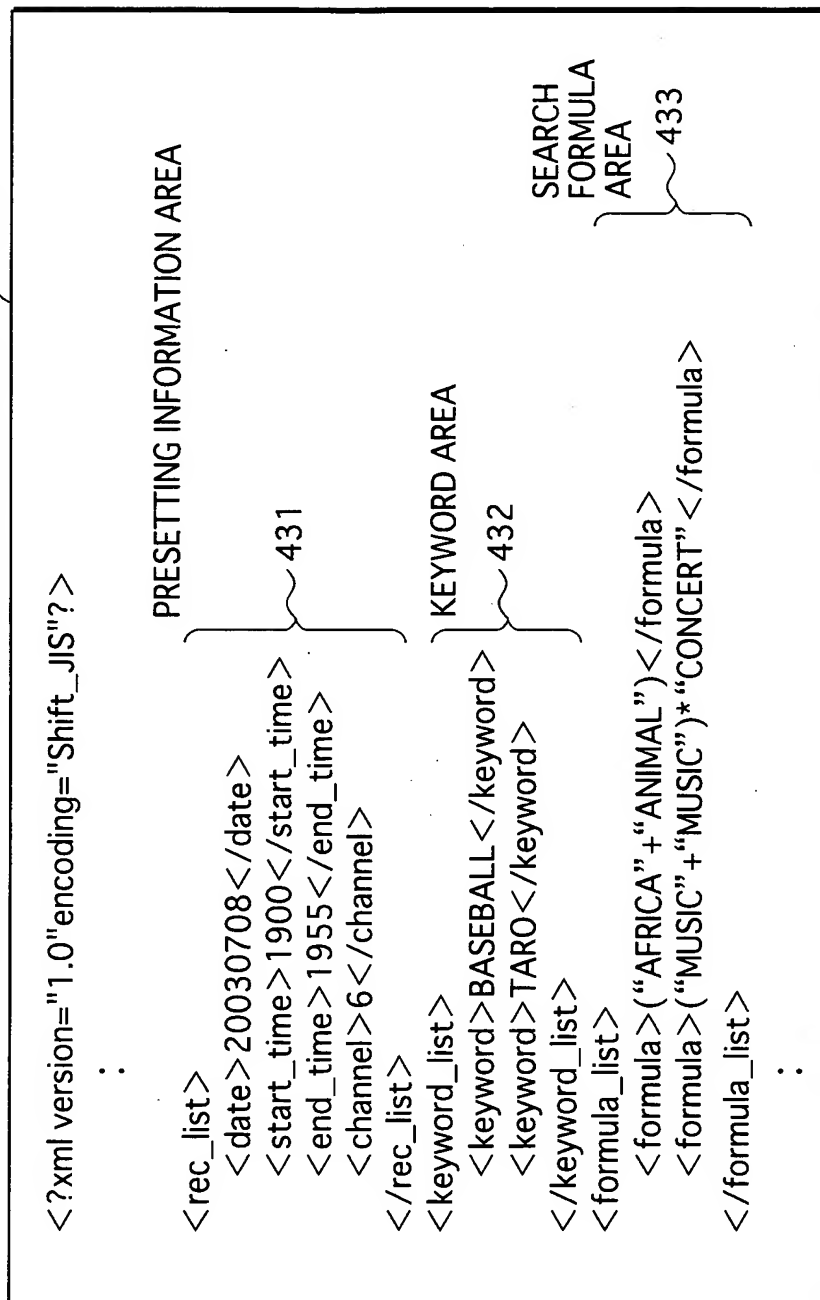 <?xml version="1.0"encoding="Shift_JIS"?>
:
PRESETTING INFORMATION AREA
<rec_list>
<date>20030708</date>
<start_time>1900</start_time>
<end_time>1955</end_time>
<channel>6</channel>
</rec_list>
431
KEYWORD AREA
<keyword_list>
<keyword>BASEBALL</keyword>
<keyword>TARO</keyword>
</keyword_list>
432
SEARCH
FORMULA
AREA
<formula_list>
<formula>(“AFRICA”+“ANIMAL”)</formula>
<formula>(“MUSIC”+“MUSIC”)*“CONCERT”</formula>
</formula_list>
433
: